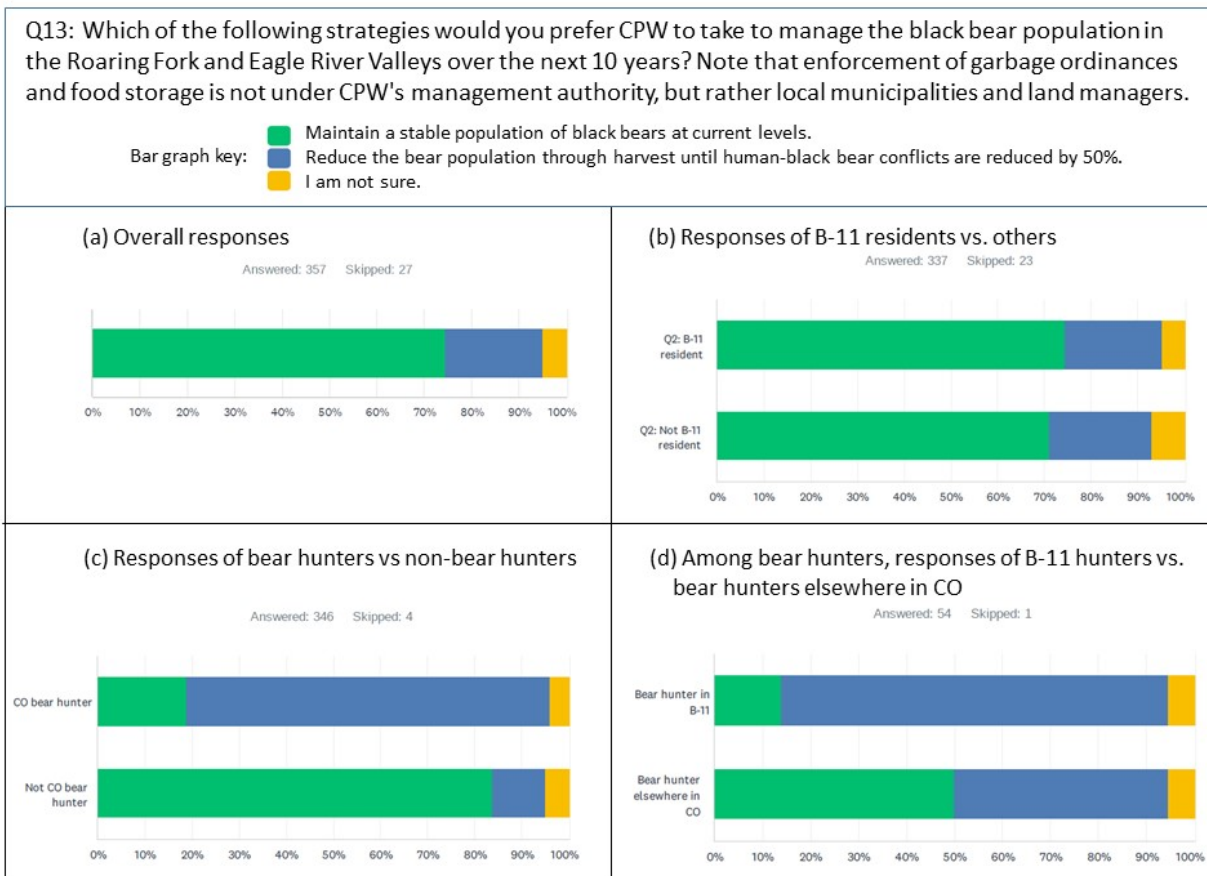 Q13: Which of the following strategies would you prefer CPW to take to manage the black bear population in
the Roaring Fork and Eagle River Valleys over the next 10 years? Note that enforcement of garbage ordinances
and food storage is not under CPW's management authority, but rather local municipalities and land managers.
Bar graph key:
Maintain a stable population of black bears at current levels.
Reduce the bear population through harvest until human-black bear conflicts are reduced by 50%.
I am not sure.
(a) Overall responses
Answered: 357 Skipped: 27
0% 10% 20% 30% 40% 50% 60% 70% 80% 90% 100%
(b) Responses of B-11 residents vs. others
Answered: 337 Skipped: 23
Q2: B-11
resident
Q2: Not B-11
resident
0% 10% 20% 30% 40% 50% 60% 70% 80% 90% 100%
(c) Responses of bear hunters vs non-bear hunters
Answered: 346 Skipped: 4
CO bear hunter
Not CO bear
hunter
0% 10% 20% 30% 40% 50% 60% 70% 80% 90% 100%
(d) Among bear hunters, responses of B-11 hunters vs.
bear hunters elsewhere in CO
Answered: 54 Skipped: 1
Bear hunter in
B-11
Bear hunter
elsewhere in
CO
0% 10% 20% 30% 40% 50% 60% 70% 80% 90% 100%